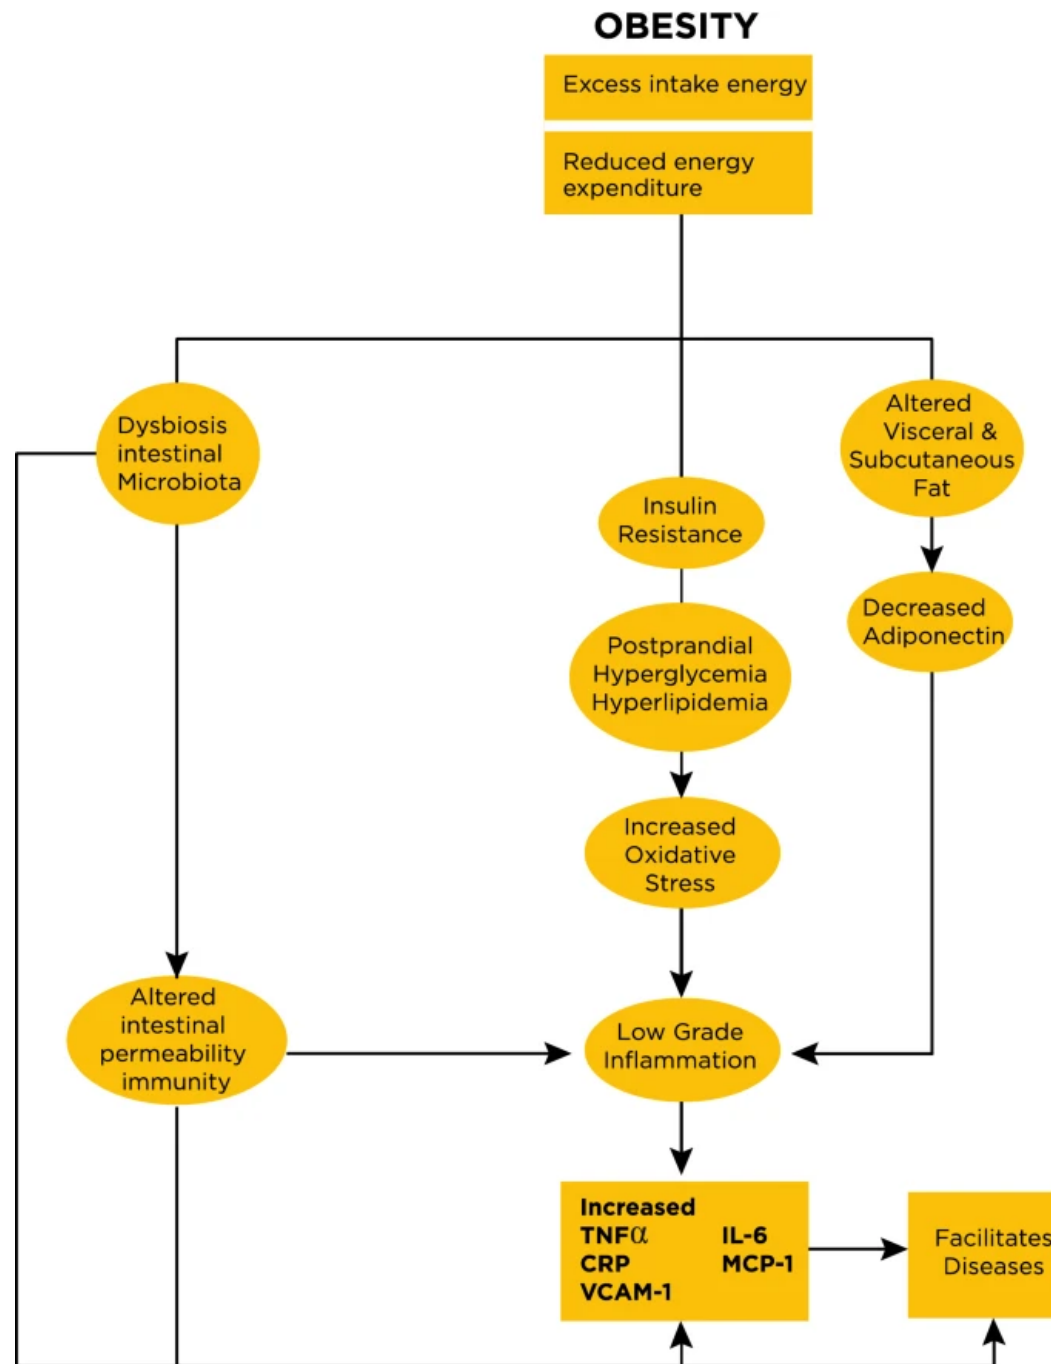 OBESITY
Excess intake energy
Reduced energy
expenditure
Dysbiosis
intestinal
Microbiota
Insulin
Resistance
Altered
Visceral &
Subcutaneous
Fat
Postprandial
Hyperglycemia
Hyperlipidemia
Decreased
Adiponectin
Increased
Oxidative
Stress
Altered
intestinal
permeability
immunity
Low Grade
Inflammation
Increased
TNFα IL-6
CRP MCP-1
VCAM-1
Facilitates
Diseases